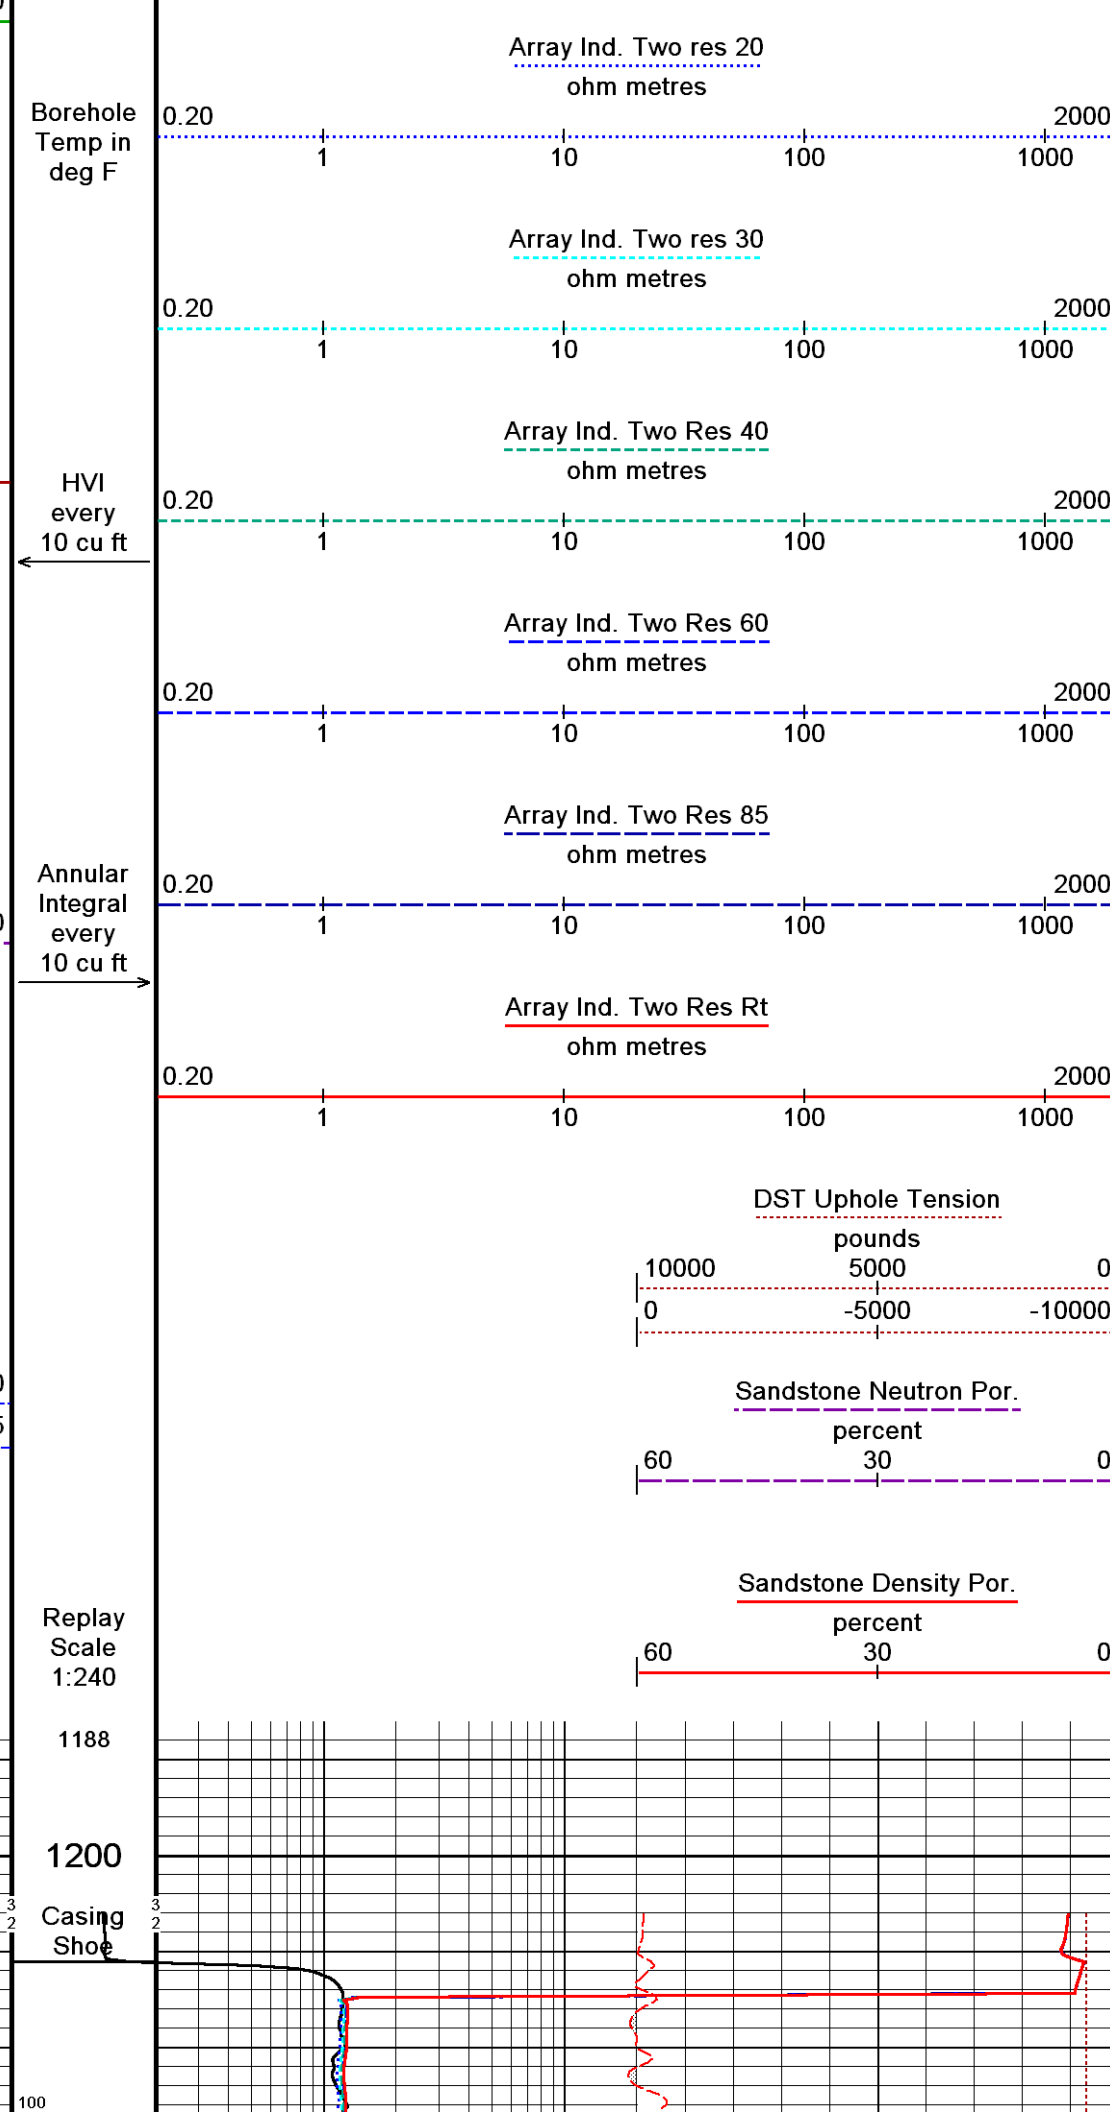 Array Ind. Two res 20
ohm metres
0.20 2000
1 10 100 1000
Borehole
Temp in
deg F
Array Ind. Two res 30
ohm metres
0.20 2000
1 10 100 1000
Array Ind. Two Res 40
ohm metres
0.20 2000
1 10 100 1000
HVI
every
10 cu ft
Array Ind. Two Res 60
ohm metres
0.20 2000
1 10 100 1000
Array Ind. Two Res 85
ohm metres
0.20 2000
1 10 100 1000
Annular
Integral
every
10 cu ft
Array Ind. Two Res Rt
ohm metres
0.20 2000
1 10 100 1000
DST Uphole Tension
pounds
10000 5000 0
0 -5000 -10000
Sandstone Neutron Por.
percent
60 30 0
Sandstone Density Por.
percent
60 30 0
Replay
Scale
1:240
1188
1200
3 3
2 2
Casing
Shoe
100